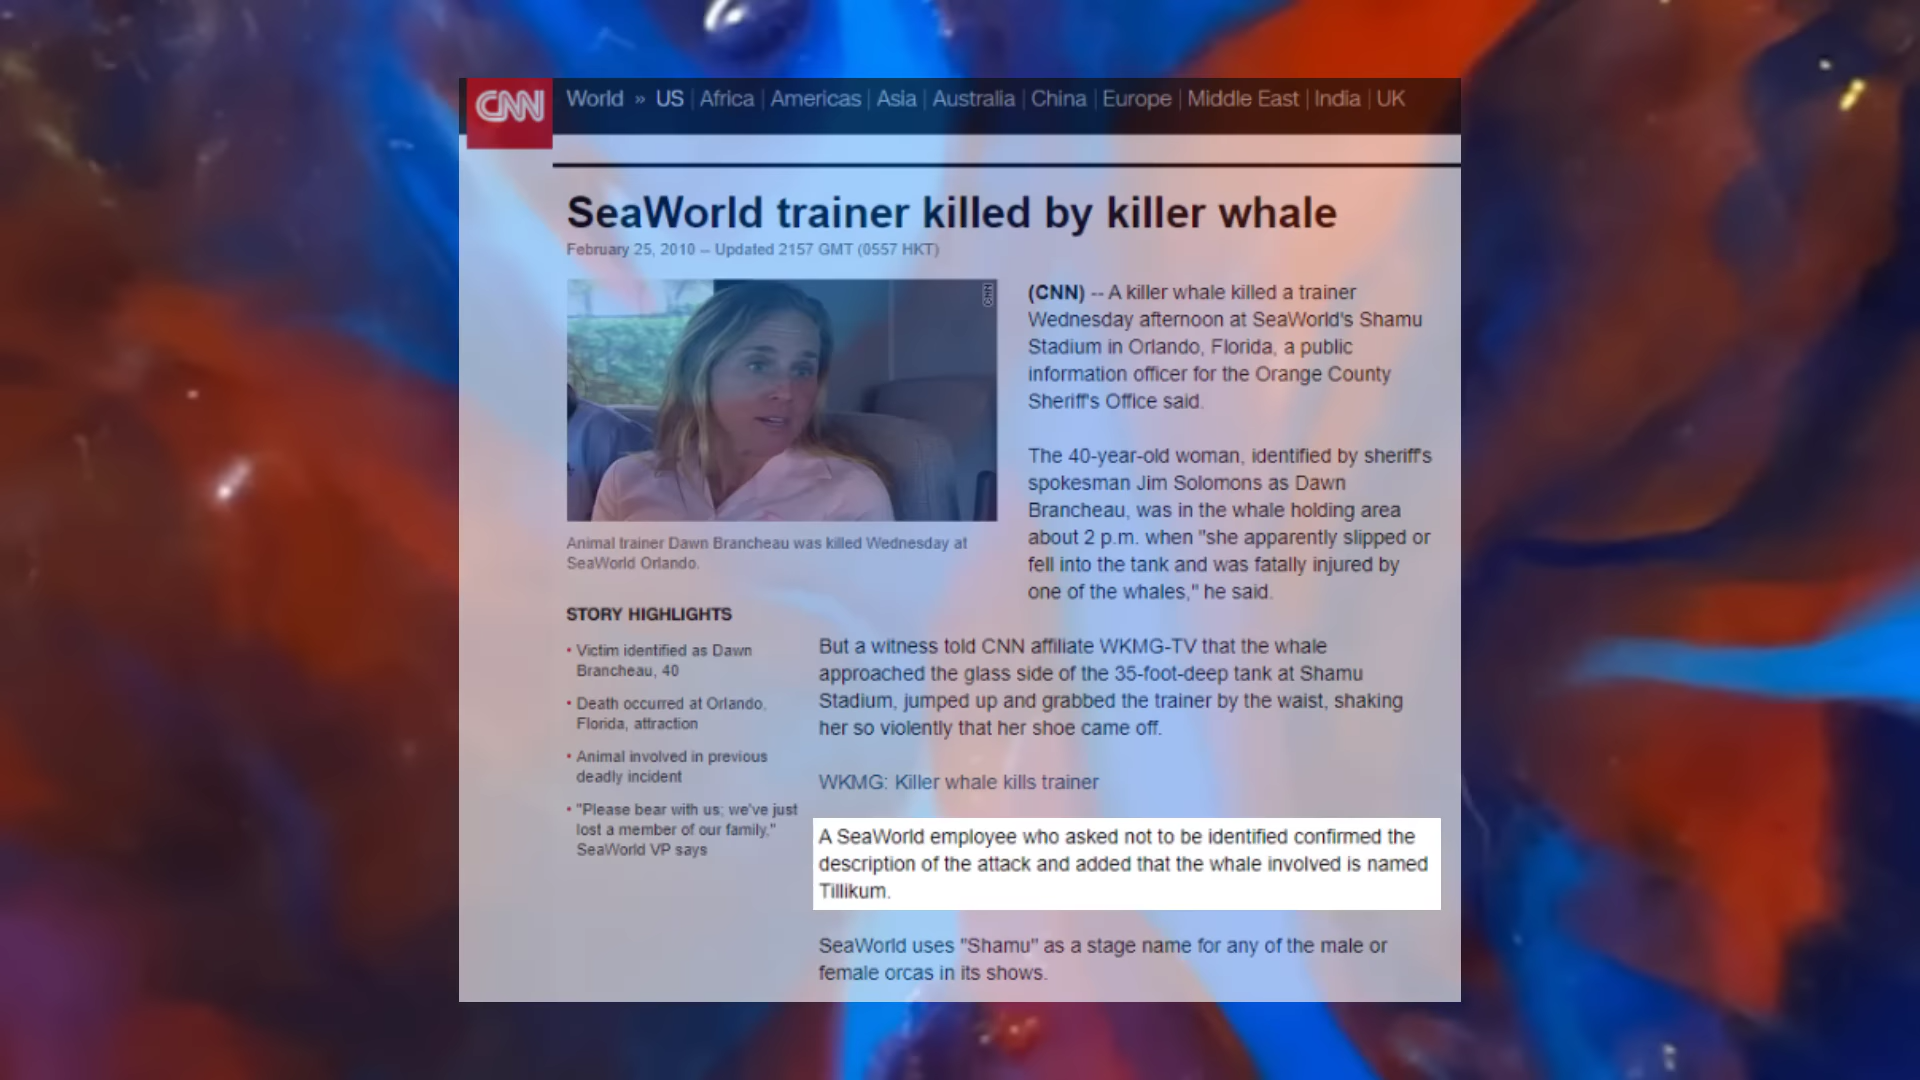 CNN
World » US | Africa | Americas | Asia | Australia | China | Europe | Middle East | India | UK
SeaWorld trainer killed by killer whale
February 25, 2010 -- Updated 2157 GMT (0557 HKT)
CNN
Animal trainer Dawn Brancheau was killed Wednesday at
SeaWorld Orlando.
STORY HIGHLIGHTS
• Victim identified as Dawn
Brancheau, 40
• Death occurred at Orlando,
Florida, attraction
• Animal involved in previous
deadly incident
• "Please bear with us; we've just
lost a member of our family,"
SeaWorld VP says
(CNN) -- A killer whale killed a trainer
Wednesday afternoon at SeaWorld's Shamu
Stadium in Orlando, Florida, a public
information officer for the Orange County
Sheriff's Office said.
The 40-year-old woman, identified by sheriff's
spokesman Jim Solomons as Dawn
Brancheau, was in the whale holding area
about 2 p.m. when "she apparently slipped or
fell into the tank and was fatally injured by
one of the whales," he said.
But a witness told CNN affiliate WKMG-TV that the whale
approached the glass side of the 35-foot-deep tank at Shamu
Stadium, jumped up and grabbed the trainer by the waist, shaking
her so violently that her shoe came off.
WKMG: Killer whale kills trainer
A SeaWorld employee who asked not to be identified confirmed the
description of the attack and added that the whale involved is named
Tillikum.
SeaWorld uses "Shamu" as a stage name for any of the male or
female orcas in its shows.